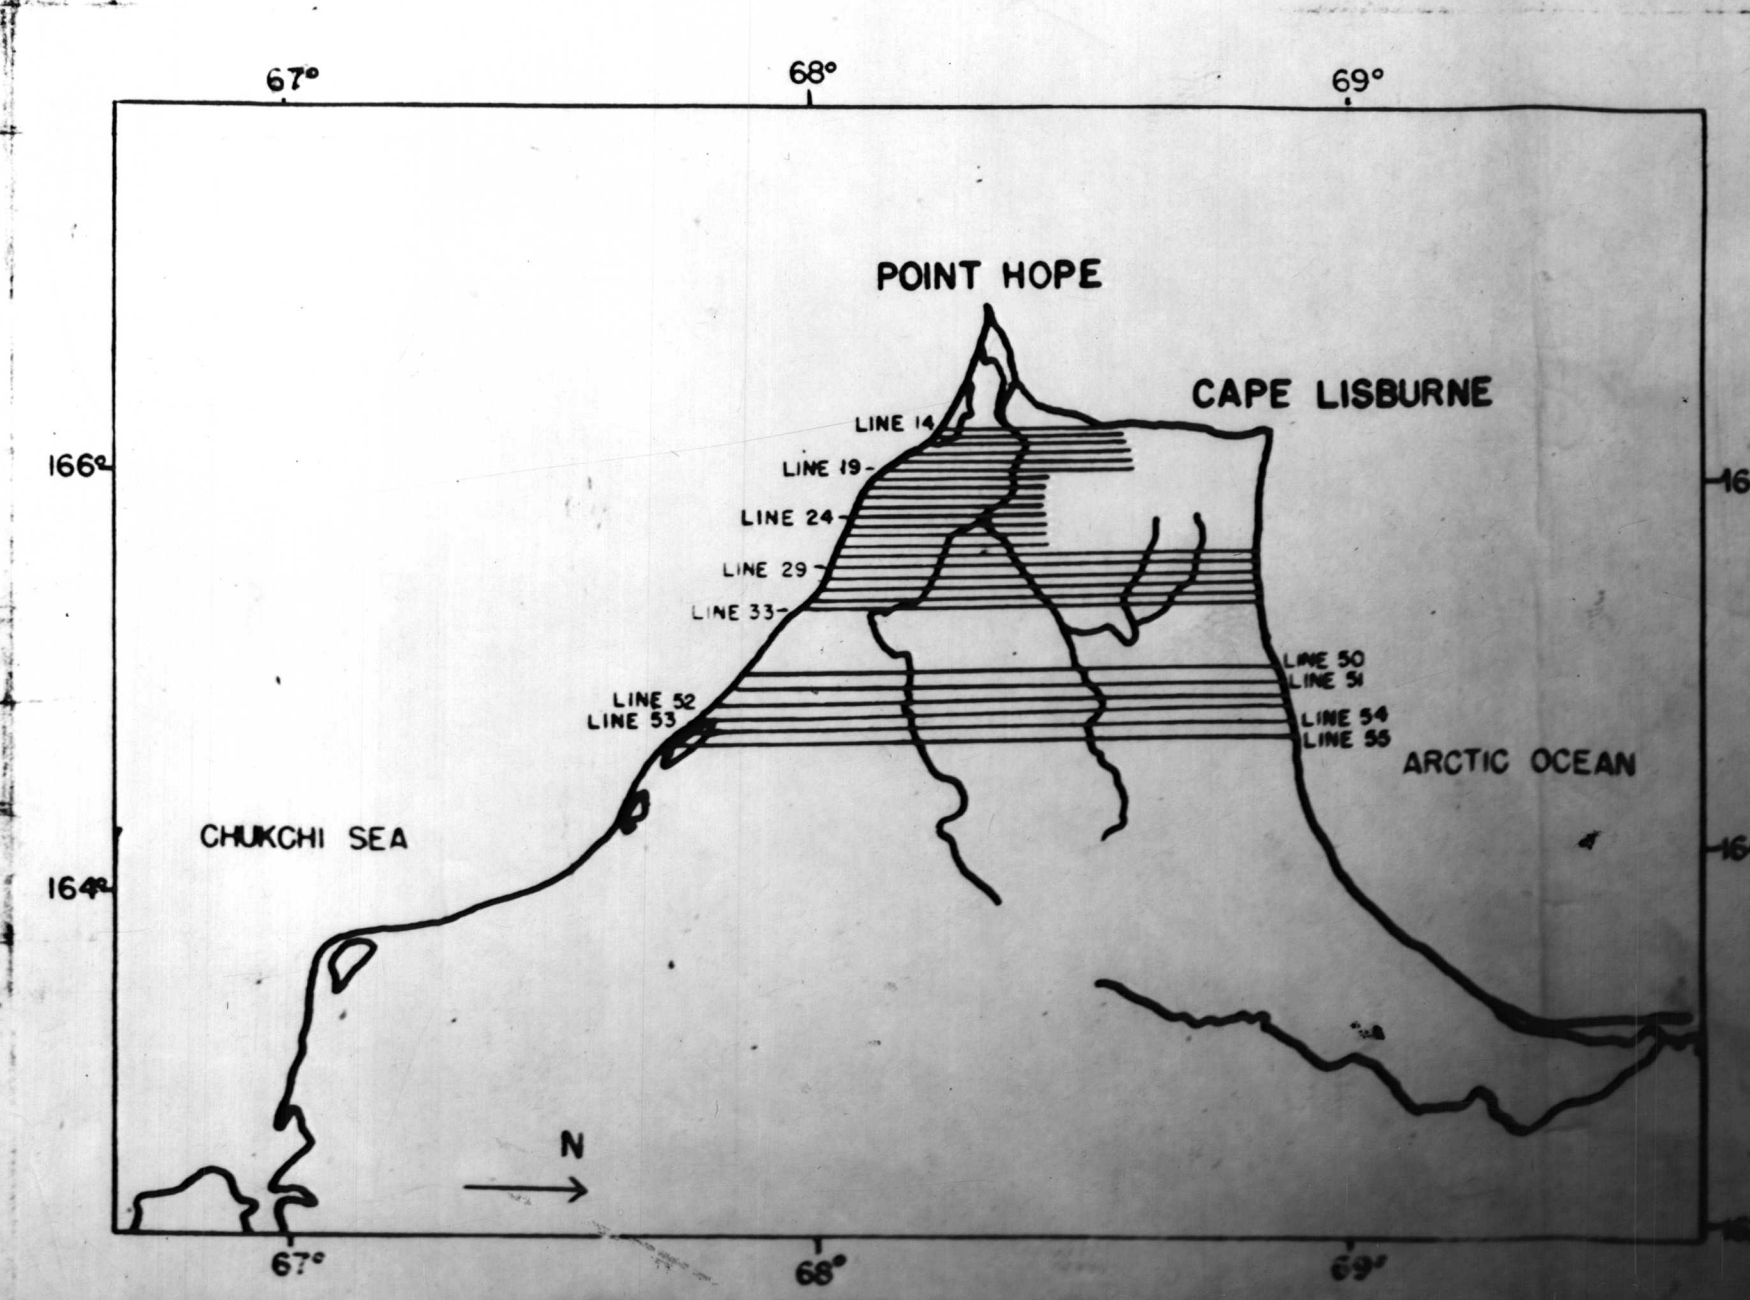 67° 68° 69°
POINT HOPE
CAPE LISBURNE
LINE 14
166°
LINE 19
LINE 24
LINE 29
LINE 33
LINE 50
LINE 51
LINE 52
LINE 53
LINE 54
LINE 55
ARCTIC OCEAN
CHUKCHI SEA
164°
N
67° 68° 69°